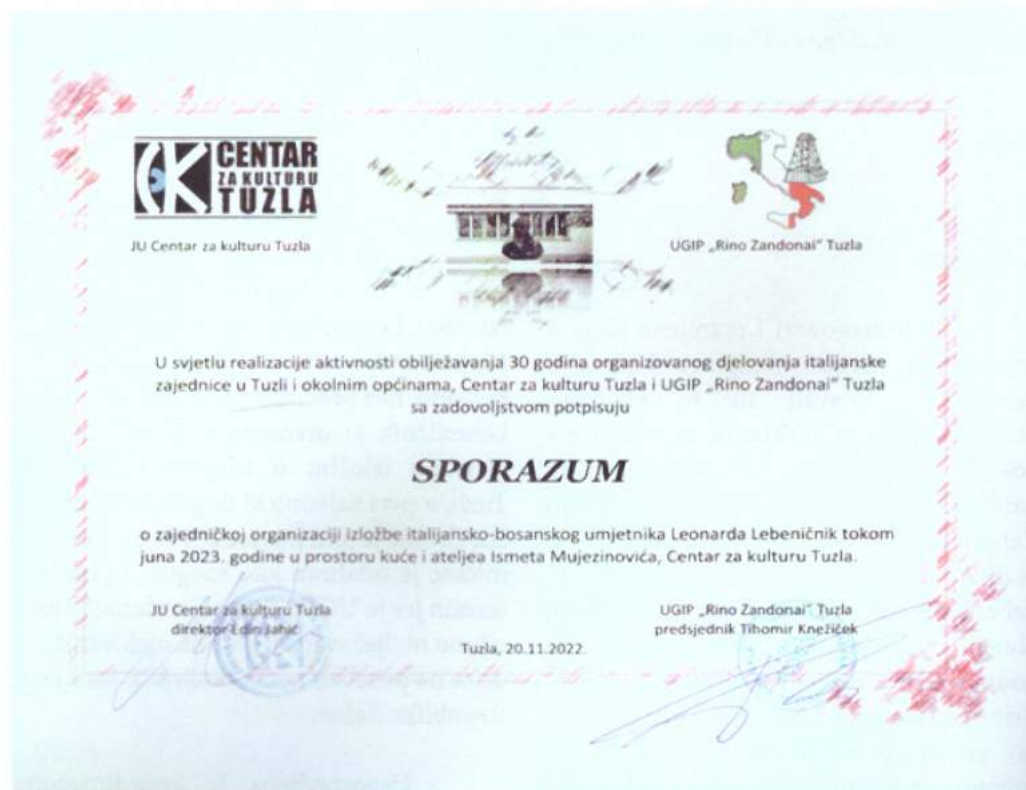 CENTAR
ZA KULTURU
TUZLA
JU Centar za kulturu Tuzla
UGIP „Rino Zandonai" Tuzla
U svjetlu realizacije aktivnosti obilježavanja 30 godina organizovanog djelovanja italijanske
zajednice u Tuzli i okolnim općinama, Centar za kulturu Tuzla i UGIP „Rino Zandonai" Tuzla
sa zadovoljstvom potpisuju
SPORAZUM
o zajedničkoj organizaciji izložbe italijansko-bosanskog umjetnika Leonarda Lebeničnik tokom
juna 2023. godine u prostoru kuće i ateljea Ismeta Mujezinovića, Centar za kulturu Tuzla.
JU Centar za kulturu Tuzla
direktor Edin Jahić
UGIP „Rino Zandonai" Tuzla
predsjednik Tihomir Knežiček
Tuzla, 20.11.2022.